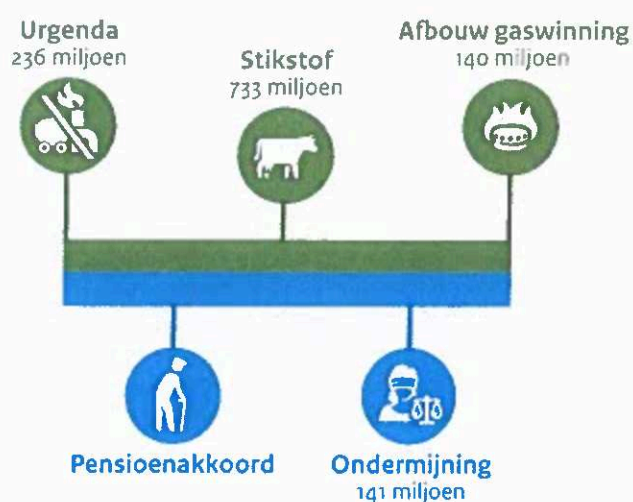 Urgenda
236 miljoen
Stikstof
733 miljoen
Afbouw gaswinning
140 miljoen
Pensioenakkoord
Ondermijning
141 miljoen